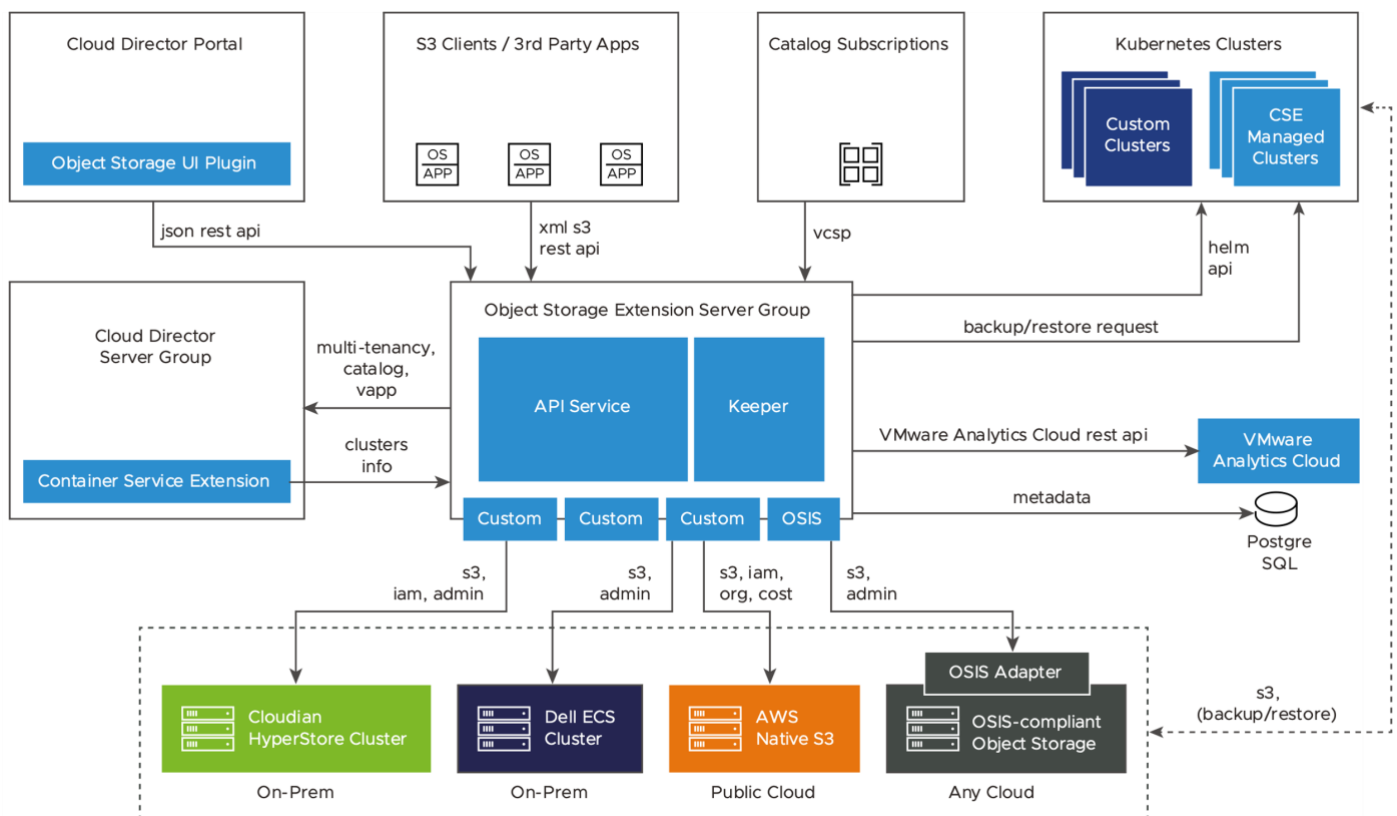 Cloud Director Portal
Object Storage UI Plugin
S3 Clients / 3rd Party Apps
OS
APP
OS
APP
OS
APP
Catalog Subscriptions
Kubernetes Clusters
Custom
Clusters
CSE
Managed
Clusters
json rest api
xml s3
rest api
vcsp
helm
api
backup/restore request
Cloud Director
Server Group
Container Service Extension
multi-tenancy,
catalog,
vapp
clusters
info
Object Storage Extension Server Group
API Service
Keeper
Custom
Custom
Custom
OSIS
VMware Analytics Cloud rest api
VMware
Analytics Cloud
metadata
Postgre
SQL
s3,
iam, admin
s3,
admin
s3, iam,
org, cost
s3,
admin
Cloudian
HyperStore Cluster
On-Prem
Dell ECS
Cluster
On-Prem
AWS
Native S3
Public Cloud
OSIS Adapter
OSIS-compliant
Object Storage
Any Cloud
s3,
(backup/restore)